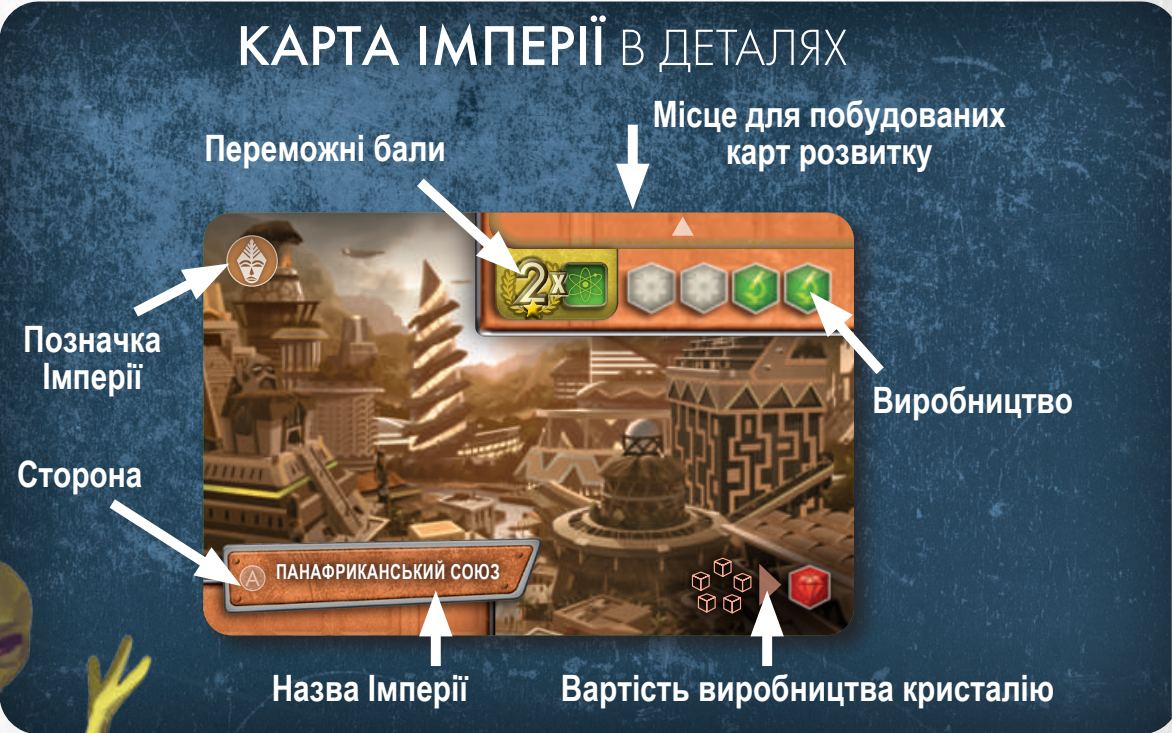 КАРТА ІМПЕРІЇ В ДЕТАЛЯХ
Місце для побудованих
карт розвитку
Переможні бали
2x
Позначка
Імперії
Виробництво
Сторона
A ПАНАФРИКАНСЬКИЙ СОЮЗ
Назва Імперії
Вартість виробництва кристалію